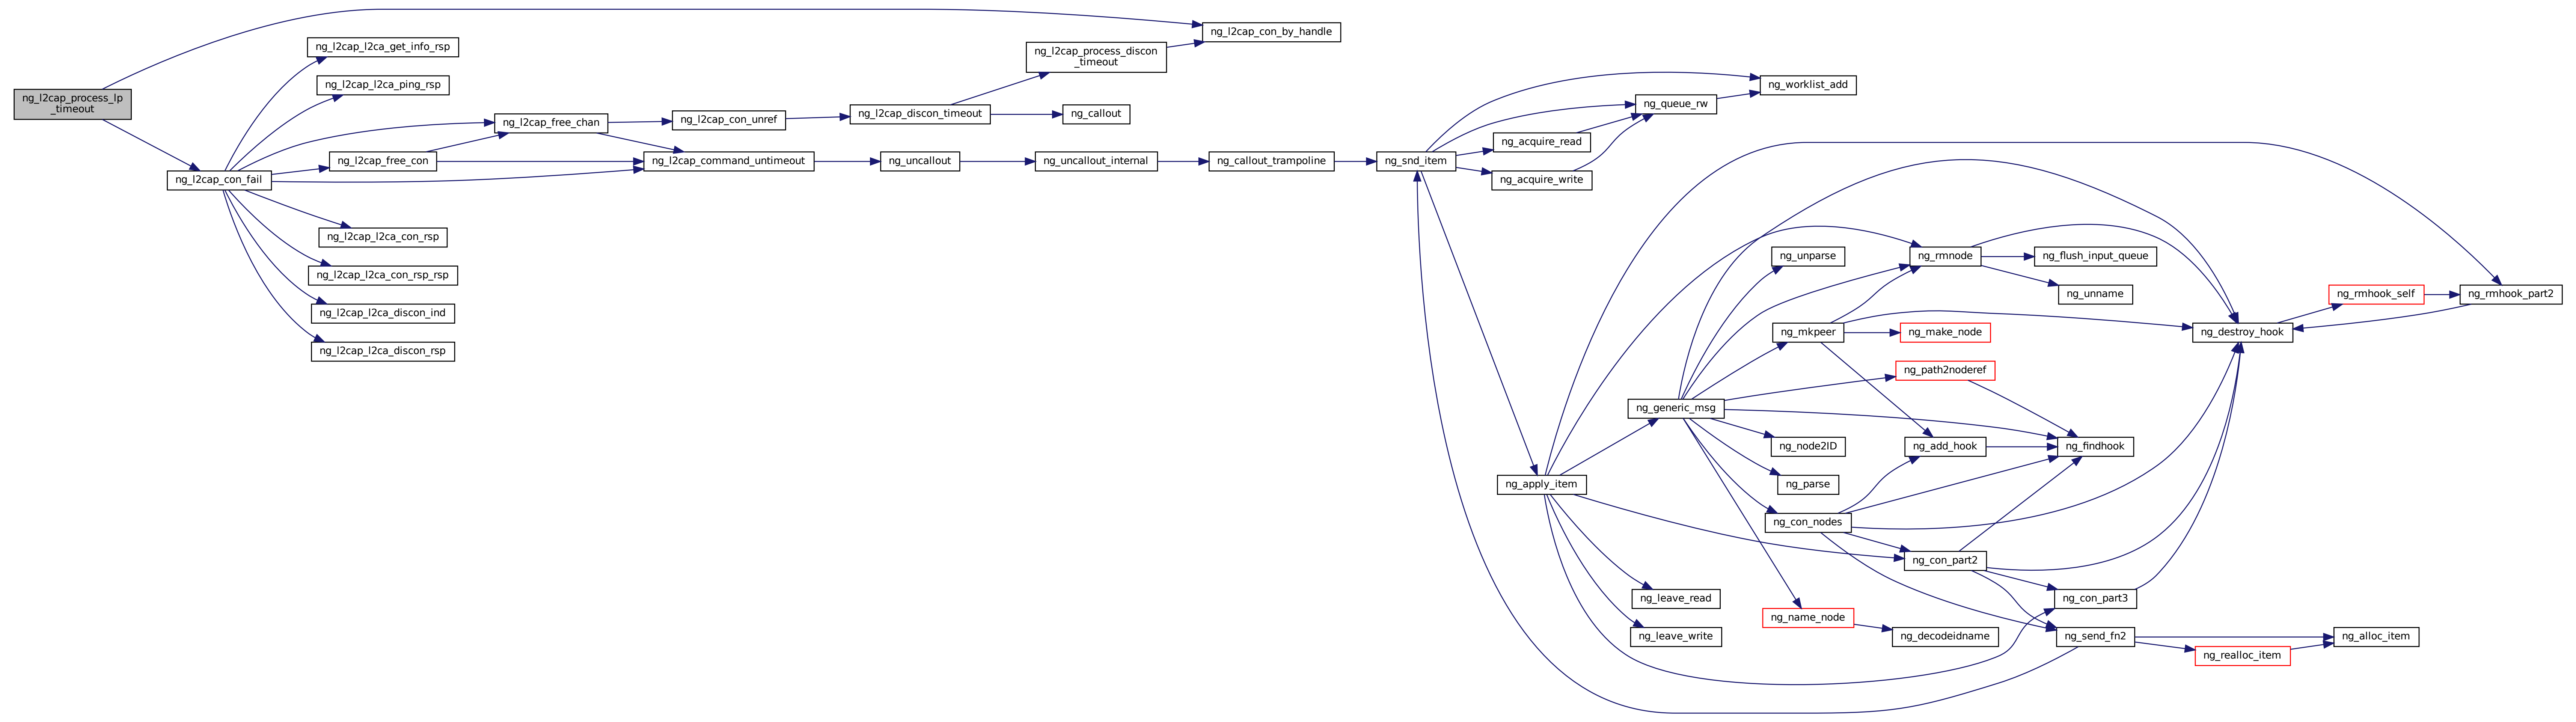 ng_l2cap_process_lp
_timeout
ng_l2cap_l2ca_get_info_rsp
ng_l2cap_l2ca_ping_rsp
ng_l2cap_free_chan
ng_l2cap_free_con
ng_l2cap_con_fail
ng_l2cap_l2ca_con_rsp
ng_l2cap_l2ca_con_rsp_rsp
ng_l2cap_l2ca_discon_ind
ng_l2cap_l2ca_discon_rsp
ng_l2cap_con_unref
ng_l2cap_command_untimeout
ng_l2cap_discon_timeout
ng_uncallout
ng_l2cap_process_discon
_timeout
ng_callout
ng_uncallout_internal
ng_l2cap_con_by_handle
ng_callout_trampoline
ng_snd_item
ng_acquire_read
ng_acquire_write
ng_apply_item
ng_queue_rw
ng_worklist_add
ng_generic_msg
ng_leave_read
ng_leave_write
ng_unparse
ng_mkpeer
ng_node2ID
ng_parse
ng_con_nodes
ng_name_node
ng_rmnode
ng_make_node
ng_path2noderef
ng_add_hook
ng_con_part2
ng_decodeidname
ng_flush_input_queue
ng_unname
ng_findhook
ng_con_part3
ng_send_fn2
ng_destroy_hook
ng_realloc_item
ng_rmhook_self
ng_alloc_item
ng_rmhook_part2